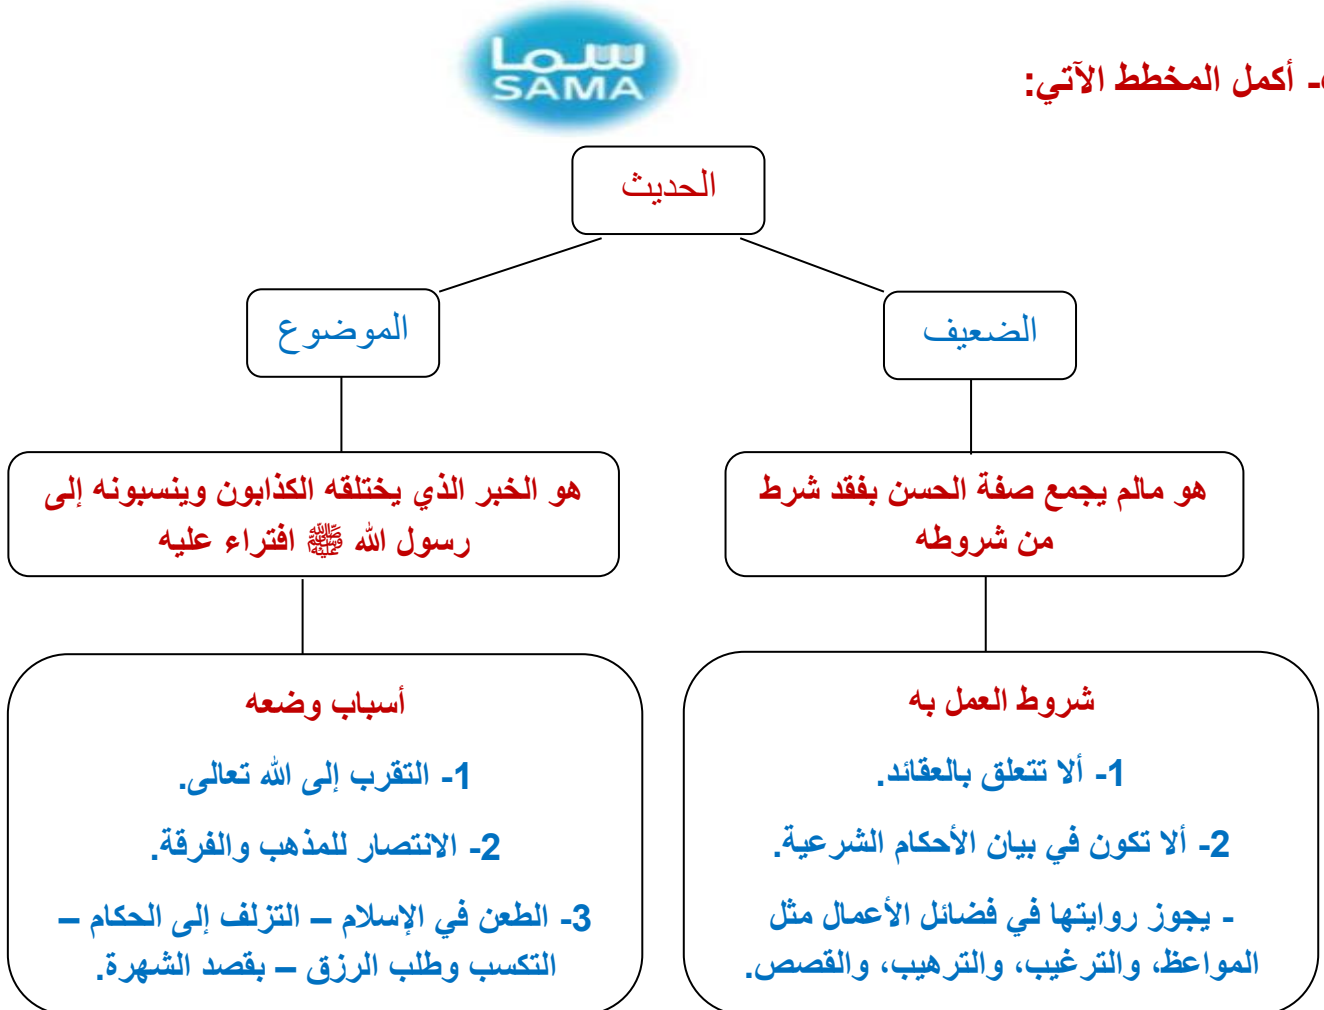 سما
SAMA
- أكمل المخطط الآتي:
الحديث
الضعيف
الموضوع
هو مالم يجمع صفة الحسن بفقد شرط
من شروطه
هو الخبر الذي يختلقه الكذابون وينسبونه إلى
رسول الله ﷺ افتراء عليه
شروط العمل به
1- ألا تتعلق بالعقائد.
2- ألا تكون في بيان الأحكام الشرعية.
- يجوز روايتها في فضائل الأعمال مثل
المواعظ، والترغيب، والترهيب، والقصص.
أسباب وضعه
1- التقرب إلى الله تعالى.
2- الانتصار للمذهب والفرقة.
3- الطعن في الإسلام – التزلف إلى الحكام –
التكسب وطلب الرزق – بقصد الشهرة.